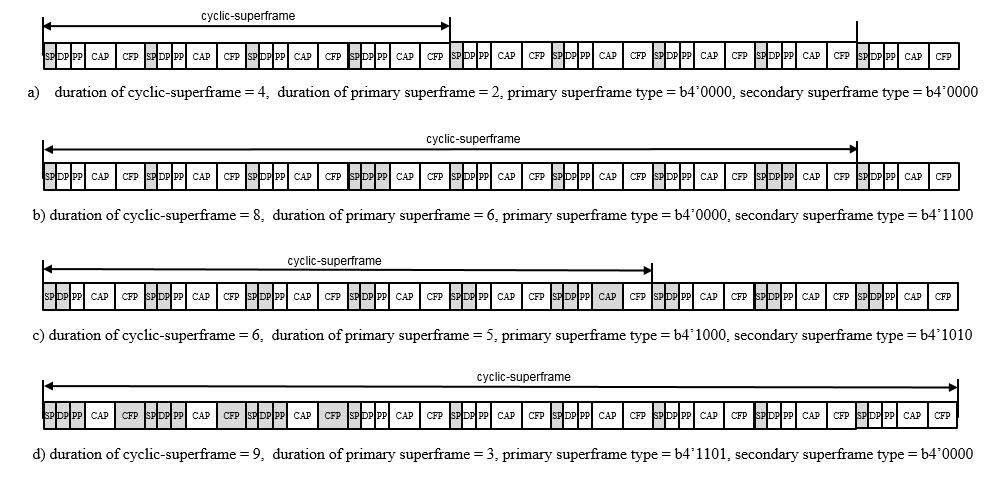 cyclic-superframe
SP DP PP CAP CFP SP DP PP CAP CFP SP DP PP CAP CFP SP DP PP CAP CFP SP DP PP CAP CFP SP DP PP CAP CFP SP DP PP CAP CFP SP DP PP CAP CFP SP DP PP CAP CFP
a) duration of cyclic-superframe = 4, duration of primary superframe = 2, primary superframe type = b4’0000, secondary superframe type = b4’0000
cyclic-superframe
SP DP PP CAP CFP SP DP PP CAP CFP SP DP PP CAP CFP SP DP PP CAP CFP SP DP PP CAP CFP SP DP PP CAP CFP SP DP PP CAP CFP SP DP PP CAP CFP SP DP PP CAP CFP
b) duration of cyclic-superframe = 8, duration of primary superframe = 6, primary superframe type = b4’0000, secondary superframe type = b4’1100
cyclic-superframe
SP DP PP CAP CFP SP DP PP CAP CFP SP DP PP CAP CFP SP DP PP CAP CFP SP DP PP CAP CFP SP DP PP CAP CFP SP DP PP CAP CFP SP DP PP CAP CFP SP DP PP CAP CFP
c) duration of cyclic-superframe = 6, duration of primary superframe = 5, primary superframe type = b4’1000, secondary superframe type = b4’1010
cyclic-superframe
SP DP PP CAP CFP SP DP PP CAP CFP SP DP PP CAP CFP SP DP PP CAP CFP SP DP PP CAP CFP SP DP PP CAP CFP SP DP PP CAP CFP SP DP PP CAP CFP SP DP PP CAP CFP
d) duration of cyclic-superframe = 9, duration of primary superframe = 3, primary superframe type = b4’1101, secondary superframe type = b4’0000